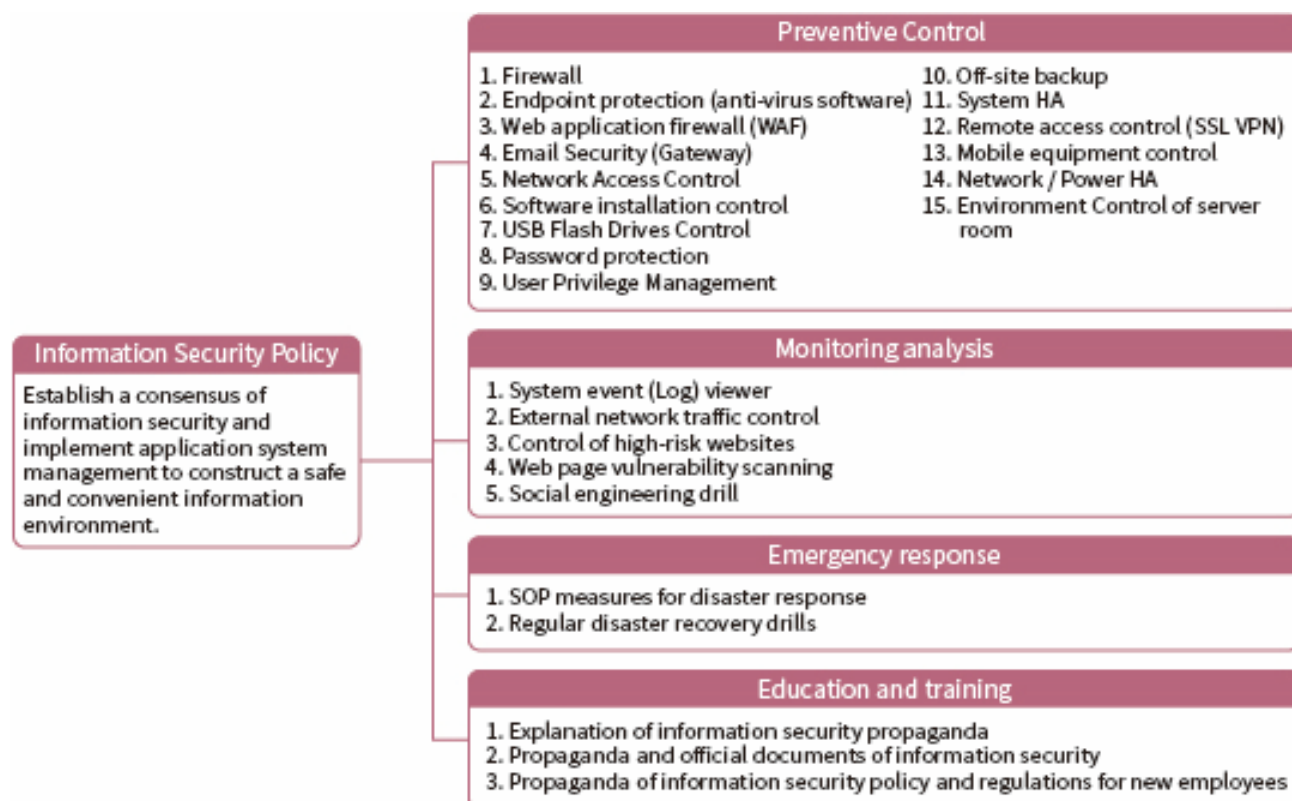 Information Security Policy
Establish a consensus of
information security and
implement application system
management to construct a safe
and convenient information
environment.
Preventive Control
1. Firewall
2. Endpoint protection (anti-virus software)
3. Web application firewall (WAF)
4. Email Security (Gateway)
5. Network Access Control
6. Software installation control
7. USB Flash Drives Control
8. Password protection
9. User Privilege Management
10. Off-site backup
11. System HA
12. Remote access control (SSL VPN)
13. Mobile equipment control
14. Network / Power HA
15. Environment Control of server
room
Monitoring analysis
1. System event (Log) viewer
2. External network traffic control
3. Control of high-risk websites
4. Web page vulnerability scanning
5. Social engineering drill
Emergency response
1. SOP measures for disaster response
2. Regular disaster recovery drills
Education and training
1. Explanation of information security propaganda
2. Propaganda and official documents of information security
3. Propaganda of information security policy and regulations for new employees